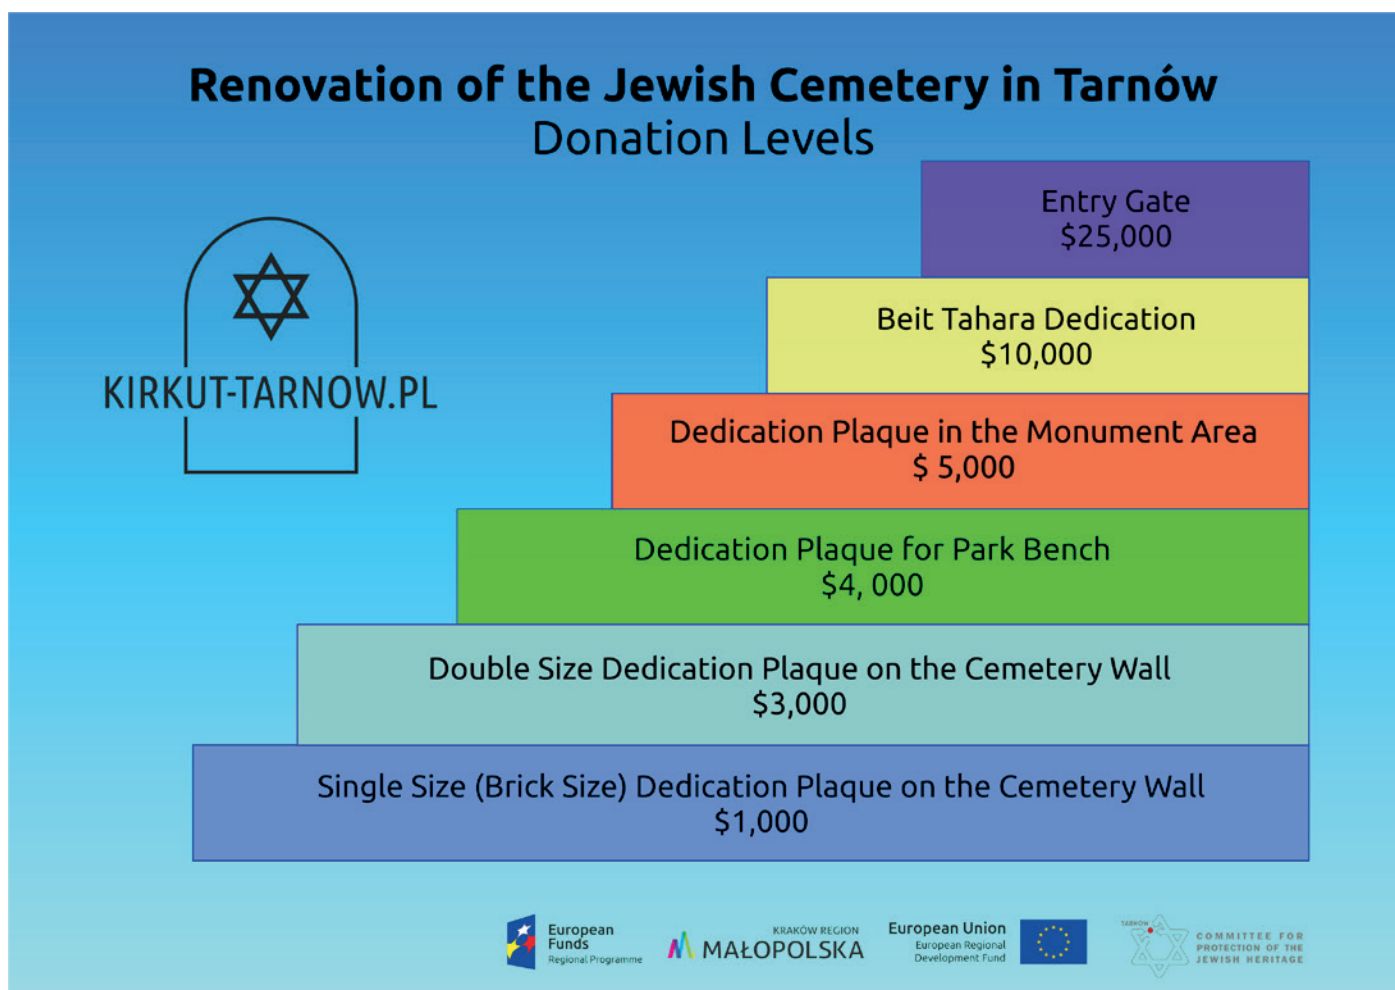 Renovation of the Jewish Cemetery in Tarnów
Donation Levels
Entry Gate
$25,000
Beit Tahara Dedication
$10,000
KIRKUT-TARNOW.PL
Dedication Plaque in the Monument Area
$ 5,000
Dedication Plaque for Park Bench
$4, 000
Double Size Dedication Plaque on the Cemetery Wall
$3,000
Single Size (Brick Size) Dedication Plaque on the Cemetery Wall
$1,000
European
Funds
Regional Programme
KRAKÓW REGION
MAŁOPOLSKA
European Union
European Regional
Development Fund
TARNÓW
COMMITTEE FOR
PROTECTION OF THE
JEWISH HERITAGE